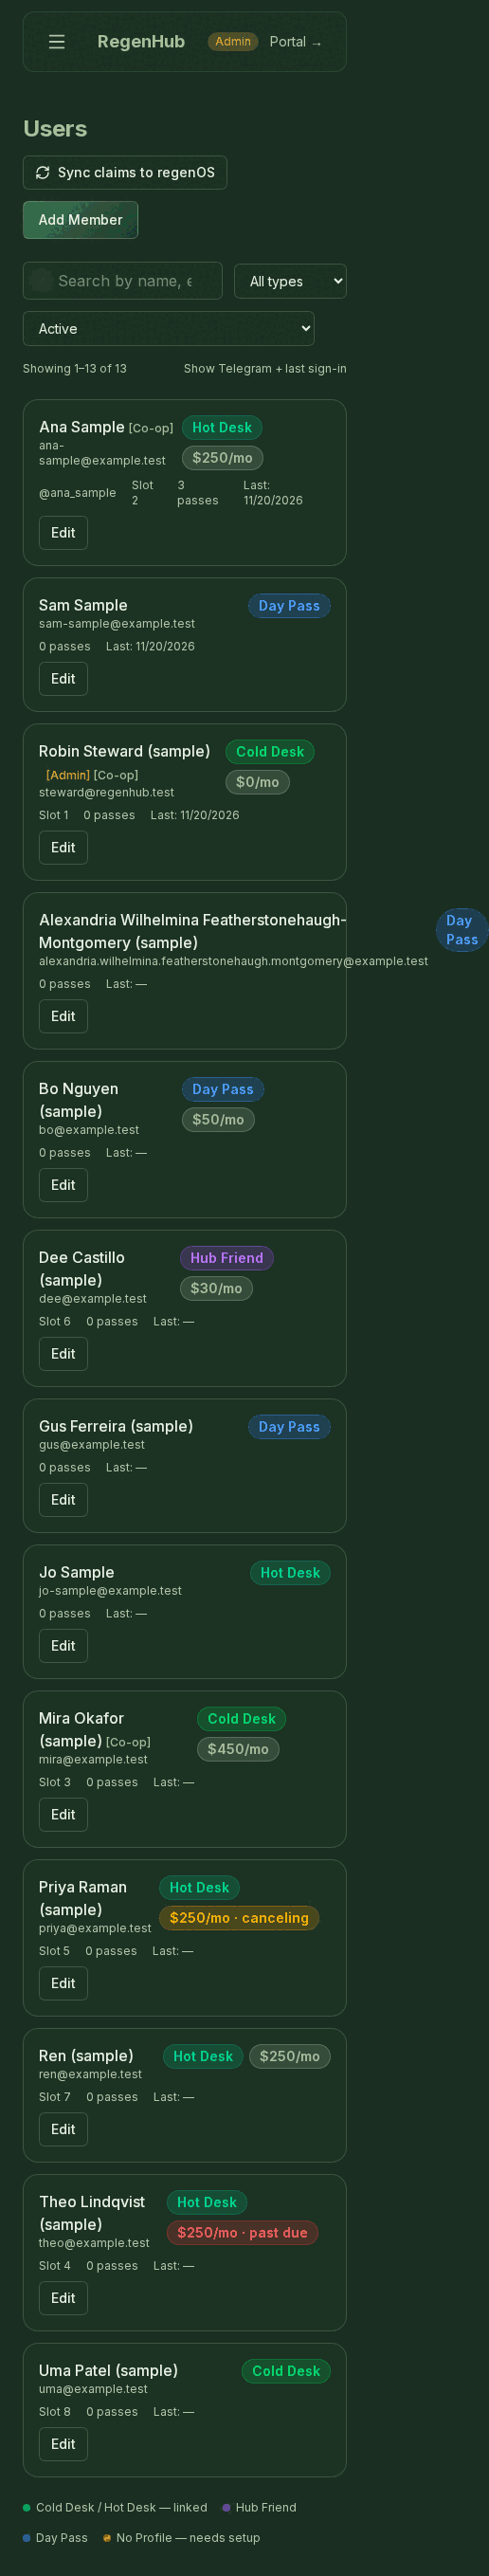 RegenHub Admin Portal →
Users
Sync claims to regenOS
Add Member
Search by name, e
All types
Active
Showing 1–13 of 13
Show Telegram + last sign-in
Ana Sample [Co-op]
ana-
sample@example.test
Hot Desk
$250/mo
@ana_sample
Slot
2
3
passes
Last:
11/20/2026
Edit
Sam Sample
sam-sample@example.test
Day Pass
0 passes Last: 11/20/2026
Edit
Robin Steward (sample)
[Admin] [Co-op]
steward@regenhub.test
Cold Desk
$0/mo
Slot 1 0 passes Last: 11/20/2026
Edit
Alexandria Wilhelmina Featherstonehaugh-
Montgomery (sample)
alexandria.wilhelmina.featherstonehaugh.montgomery@example.test
Day
Pass
0 passes Last: —
Edit
Bo Nguyen
(sample)
bo@example.test
Day Pass
$50/mo
0 passes Last: —
Edit
Dee Castillo
(sample)
dee@example.test
Hub Friend
$30/mo
Slot 6 0 passes Last: —
Edit
Gus Ferreira (sample)
gus@example.test
Day Pass
0 passes Last: —
Edit
Jo Sample
jo-sample@example.test
Hot Desk
0 passes Last: —
Edit
Mira Okafor
(sample) [Co-op]
mira@example.test
Cold Desk
$450/mo
Slot 3 0 passes Last: —
Edit
Priya Raman
(sample)
priya@example.test
Hot Desk
$250/mo · canceling
Slot 5 0 passes Last: —
Edit
Ren (sample)
ren@example.test
Hot Desk
$250/mo
Slot 7 0 passes Last: —
Edit
Theo Lindqvist
(sample)
theo@example.test
Hot Desk
$250/mo · past due
Slot 4 0 passes Last: —
Edit
Uma Patel (sample)
uma@example.test
Cold Desk
Slot 8 0 passes Last: —
Edit
Cold Desk / Hot Desk — linked
Hub Friend
Day Pass
No Profile — needs setup